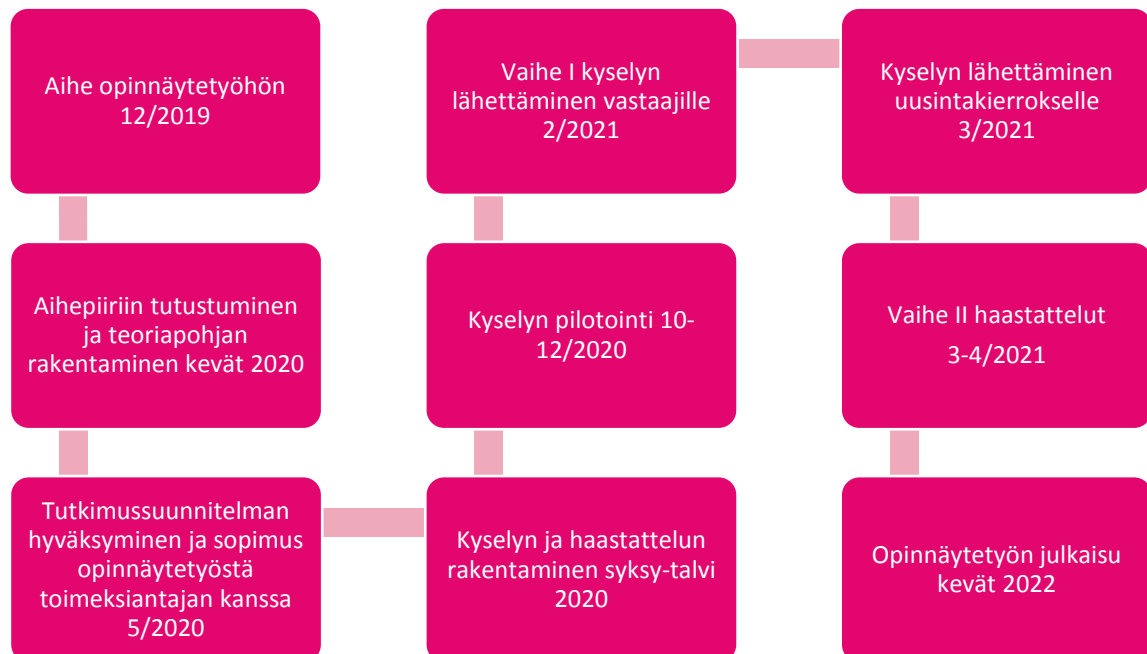 Aihe opinnäytetyöhön
12/2019
Aihepiiriin tutustuminen
ja teoriapohjan
rakentaminen kevät 2020
Tutkimussuunnitelman
hyväksyminen ja sopimus
opinnäytetyöstä
toimeksiantajan kanssa
5/2020
Kyselyn ja haastattelun
rakentaminen syksy-talvi
2020
Kyselyn pilotointi 10-
12/2020
Vaihe I kyselyn
lähettäminen vastaajille
2/2021
Kyselyn lähettäminen
uusintakierrokselle
3/2021
Vaihe II haastattelut
3-4/2021
Opinnäytetyön julkaisu
kevät 2022